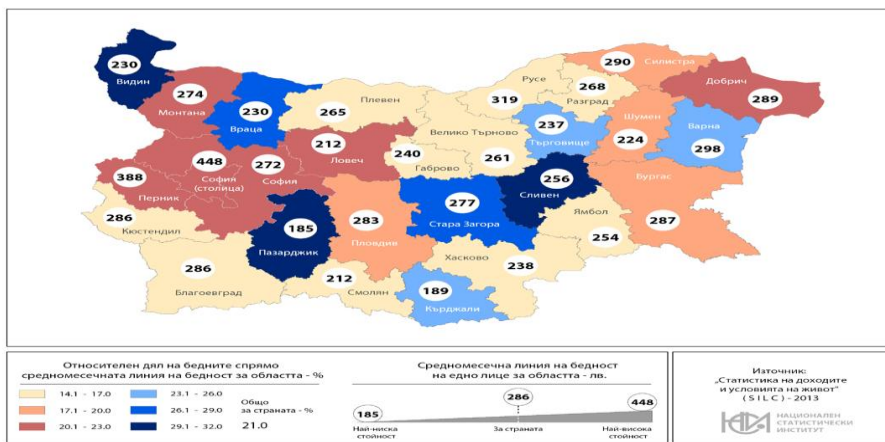 230
Видин
274
Монтана
230
Враца
265
Плевен
Русе
319
268
Разград
290
Силистра
Добрич
289
448
София
(столица)
272
София
212
Ловеч
Велико Търново
240
Габрово
261
237
Търговище
Шумен
224
Варна
298
388
Перник
286
Кюстендил
185
Пазарджик
283
Пловдив
277
Стара Загора
256
Сливен
Ямбол
254
Бургас
287
286
Благоевград
212
Смолян
Хасково
238
189
Кърджали
Относителен дял на бедните спрямо
средномесечната линия на бедност за областта - %
14.1 - 17.0
17.1 - 20.0
20.1 - 23.0
23.1 - 26.0
26.1 - 29.0
29.1 - 32.0
Общо
за страната - %
21.0
Средномесечна линия на бедност
на едно лице за областта - лв.
185
286
448
Най-ниска
стойност
За страната
Най-висока
стойност
Източник:
„Статистика на доходите
и условията на живот"
(SILC) - 2013
НАЦИОНАЛЕН
СТАТИСТИЧЕСКИ
ИНСТИТУТ